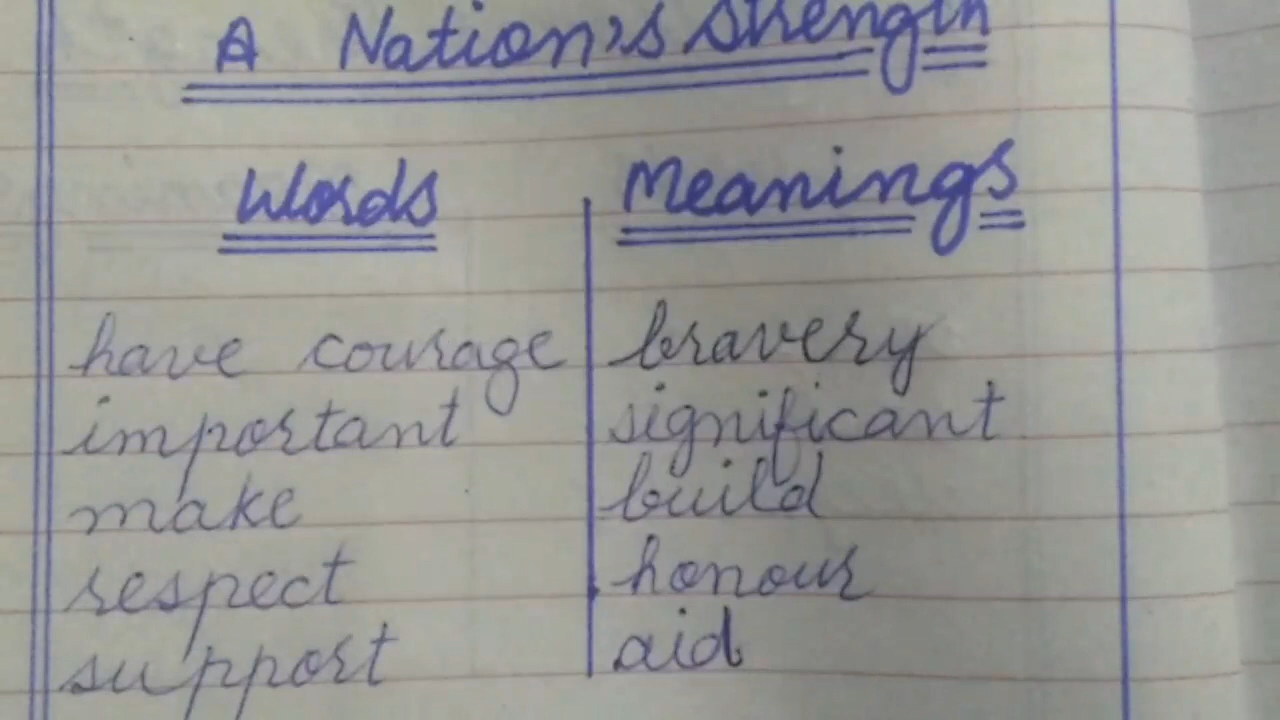 A Nation's Strength
Words Meanings
have courage bravery
important significant
make build
respect honour
support aid